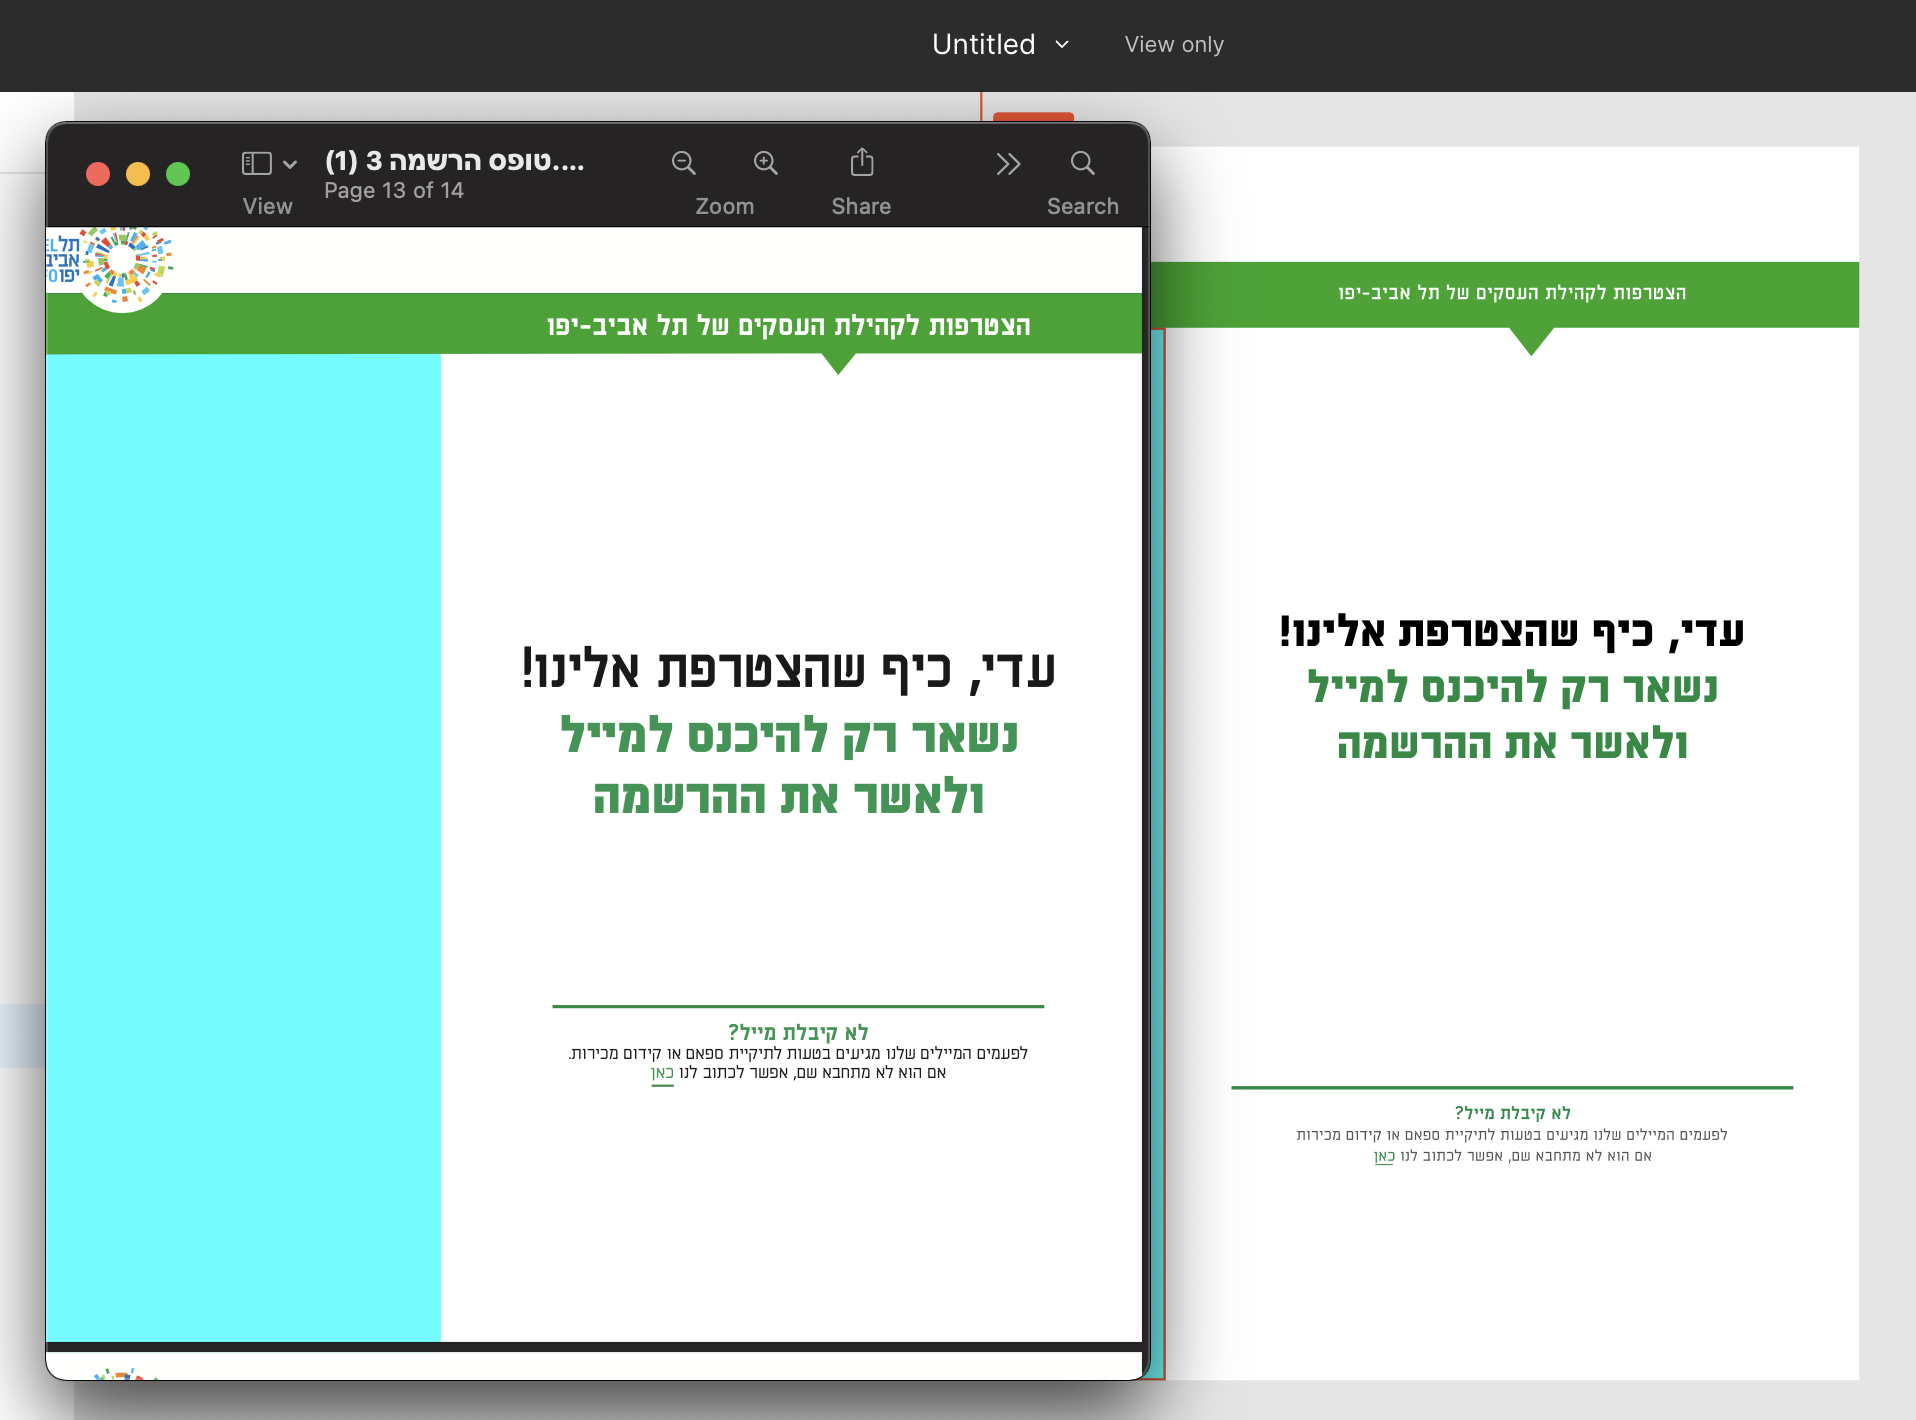 Untitled
View only
טופס הרשמה 3 (1)....
Page 13 of 14
View
Zoom
Share
Search
תל
אביב
יפו
הצטרפות לקהילת העסקים של תל אביב-יפו
עדי, כיף שהצטרפת אלינו!
נשאר רק להיכנס למייל
ולאשר את ההרשמה
לא קיבלת מייל?
לפעמים המיילים שלנו מגיעים בטעות לתיקיית ספאם או קידום מכירות.
אם הוא לא מתחבא שם, אפשר לכתוב לנו כאן
הצטרפות לקהילת העסקים של תל אביב-יפו
עדי, כיף שהצטרפת אלינו!
נשאר רק להיכנס למייל
ולאשר את ההרשמה
לא קיבלת מייל?
לפעמים המיילים שלנו מגיעים בטעות לתיקיית ספאם או קידום מכירות
אם הוא לא מתחבא שם, אפשר לכתוב לנו כאן